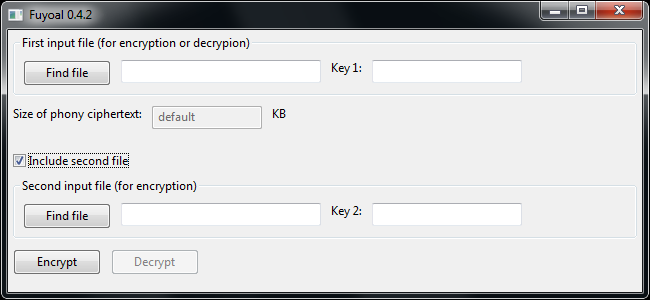 Fuyoal 0.4.2
First input file (for encryption or decrypion)
Find file Key 1:
Size of phony ciphertext: default KB
Include second file
Second input file (for encryption)
Find file Key 2:
Encrypt Decrypt